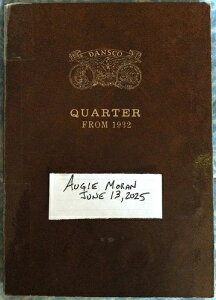 DANSCO
QUARTER
FROM 1932
AUGIE MORAN
JUNE 13, 2025